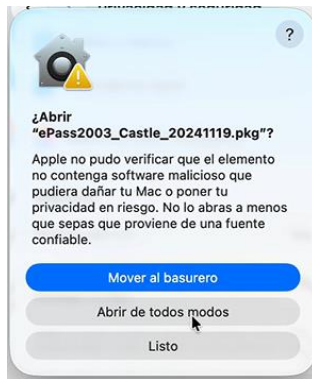 ?
¿Abrir
“ePass2003_Castle_20241119.pkg”?
Apple no pudo verificar que el elemento
no contenga software malicioso que
pudiera dañar tu Mac o poner tu
privacidad en riesgo. No lo abras a menos
que sepas que proviene de una fuente
confiable.
Mover al basurero
Abrir de todos modos
Listo